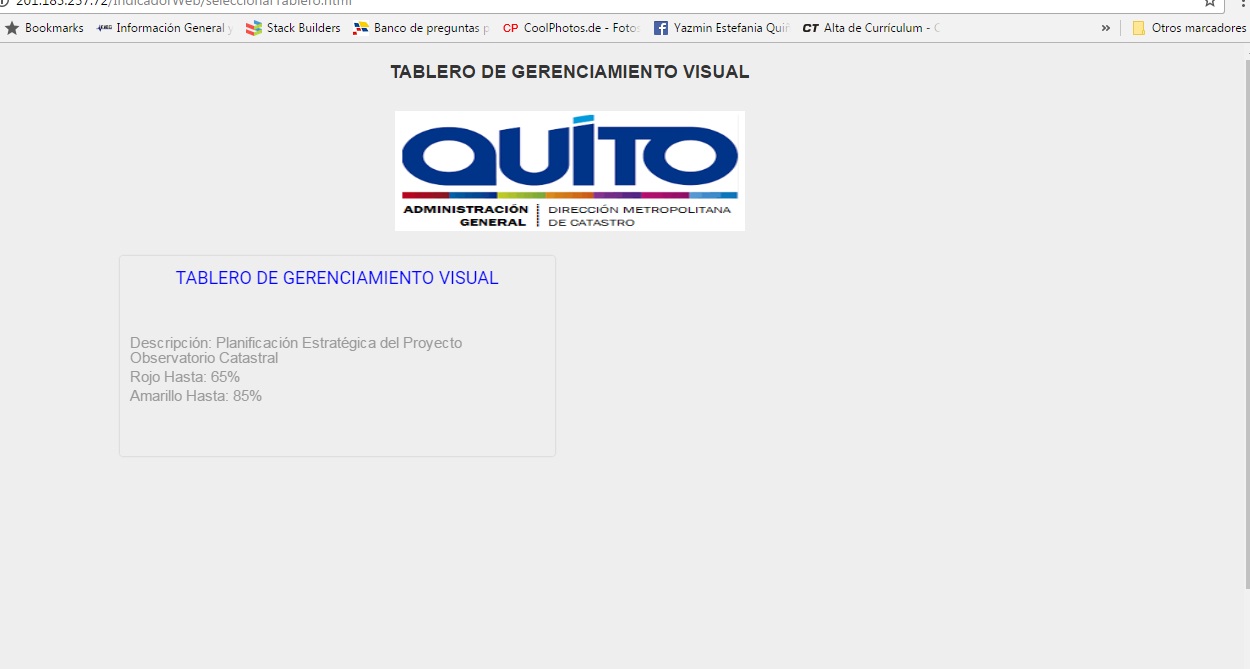 201.183.237.72/IndicadorWeb/seleccionarTablero.html
Bookmarks Información General y Stack Builders Banco de preguntas p CoolPhotos.de - Fotos Yazmin Estefania Quiñ CT Alta de Currículum - C » Otros marcadores
TABLERO DE GERENCIAMIENTO VISUAL
QUITO
ADMINISTRACIÓN GENERAL
DIRECCIÓN METROPOLITANA DE CATASTRO
TABLERO DE GERENCIAMIENTO VISUAL
Descripción: Planificación Estratégica del Proyecto
Observatorio Catastral
Rojo Hasta: 65%
Amarillo Hasta: 85%